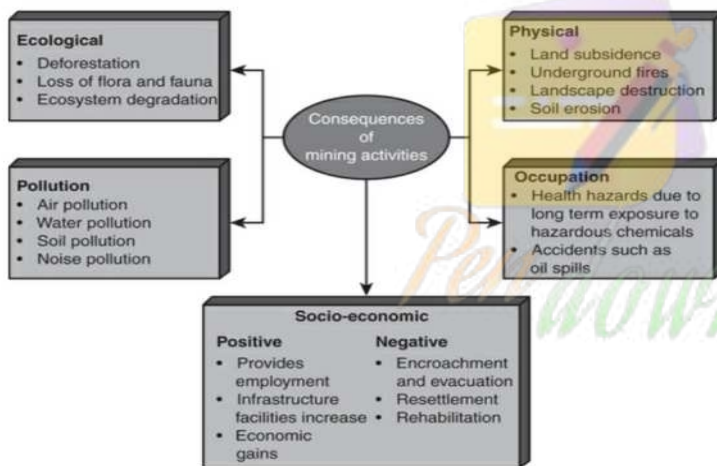 Ecological
• Deforestation
• Loss of flora and fauna
• Ecosystem degradation
Physical
• Land subsidence
• Underground fires
• Landscape destruction
• Soil erosion
Consequences
of
mining activities
Pollution
• Air pollution
• Water pollution
• Soil pollution
• Noise pollution
Occupation
• Health hazards due to
long term exposure to
hazardous chemicals
• Accidents such as
oil spills
Socio-economic
Positive
• Provides
employment
• Infrastructure
facilities increase
• Economic
gains
Negative
• Encroachment
and evacuation
• Resettlement
• Rehabilitation